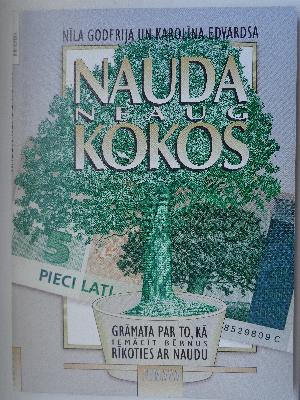 NĪLA GODFRIJA UN KAROLĪNA EDVARDSA
NAUDA
NEAUG
KOKOS
5
PIECI LATI
8529809 C
GRĀMATA PAR TO, KĀ
IEMĀCĪT BĒRNUS
RĪKOTIES AR NAUDU